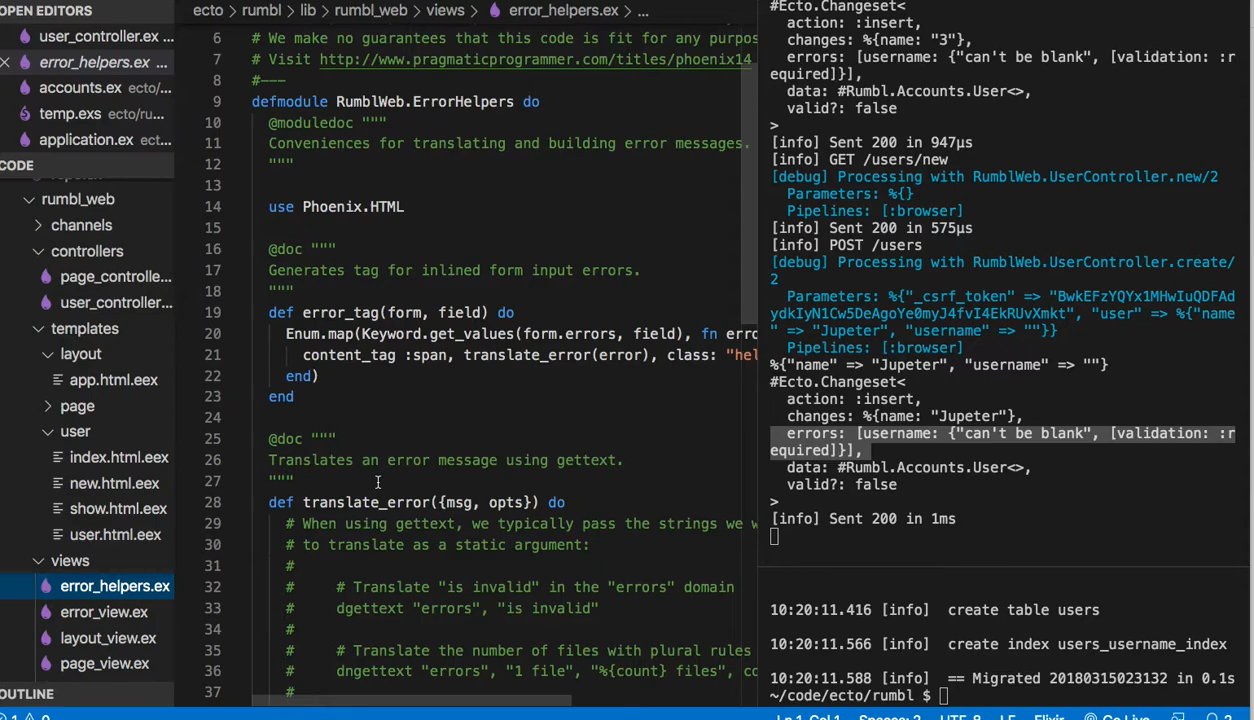 OPEN EDITORS
user_controller.ex ...
error_helpers.ex ...
accounts.ex ecto/...
temp.exs ecto/ru...
application.ex ect...
CODE
rumbl_web
channels
controllers
page_controlle...
user_controller...
templates
layout
app.html.eex
page
user
index.html.eex
new.html.eex
show.html.eex
user.html.eex
views
error_helpers.ex
error_view.ex
layout_view.ex
page_view.ex
OUTLINE
ecto > rumbl > lib > rumbl_web > views > error_helpers.ex > ...
6 # We make no guarantees that this code is fit for any purpos
7 # Visit http://www.pragmaticprogrammer.com/titles/phoenix14
8 #---
9 defmodule RumblWeb.ErrorHelpers do
10 @moduledoc """
11 Conveniences for translating and building error messages.
12 """
13
14 use Phoenix.HTML
15
16 @doc """
17 Generates tag for inlined form input errors.
18 """
19 def error_tag(form, field) do
20 Enum.map(Keyword.get_values(form.errors, field), fn erro
21 content_tag :span, translate_error(error), class: "hel
22 end)
23 end
24
25 @doc """
26 Translates an error message using gettext.
27 """
28 def translate_error({msg, opts}) do
29 # When using gettext, we typically pass the strings we w
30 # to translate as a static argument:
31 #
32 # # Translate "is invalid" in the "errors" domain
33 # dgettext "errors", "is invalid"
34 #
35 # # Translate the number of files with plural rules
36 # dngettext "errors", "1 file", "%{count} files", co
37 #
#Ecto.Changeset<
action: :insert,
changes: %{name: "3"},
errors: [username: {"can't be blank", [validation: :r
equired]}],
data: #Rumbl.Accounts.User<>,
valid?: false
>
[info] Sent 200 in 947µs
[info] GET /users/new
[debug] Processing with RumblWeb.UserController.new/2
Parameters: %{}
Pipelines: [:browser]
[info] Sent 200 in 575µs
[info] POST /users
[debug] Processing with RumblWeb.UserController.create/
2
Parameters: %{"_csrf_token" => "BwkEFzYQYx1MHwIuQDFAd
ydkIyN1Cw5DeAgoYe0myJ4fvI4EkRUvXmkt", "user" => %{"name
" => "Jupeter", "username" => ""}}
Pipelines: [:browser]
%{"name" => "Jupeter", "username" => ""}
#Ecto.Changeset<
action: :insert,
changes: %{name: "Jupeter"},
errors: [username: {"can't be blank", [validation: :r
equired]}],
data: #Rumbl.Accounts.User<>,
valid?: false
>
[info] Sent 200 in 1ms
10:20:11.416 [info] create table users
10:20:11.566 [info] create index users_username_index
10:20:11.588 [info] == Migrated 20180315023132 in 0.1s
~/code/ecto/rumbl $
1 0
Ln 1, Col 1 Spaces: 2 UTF-8 LF Elixir Go Live 2